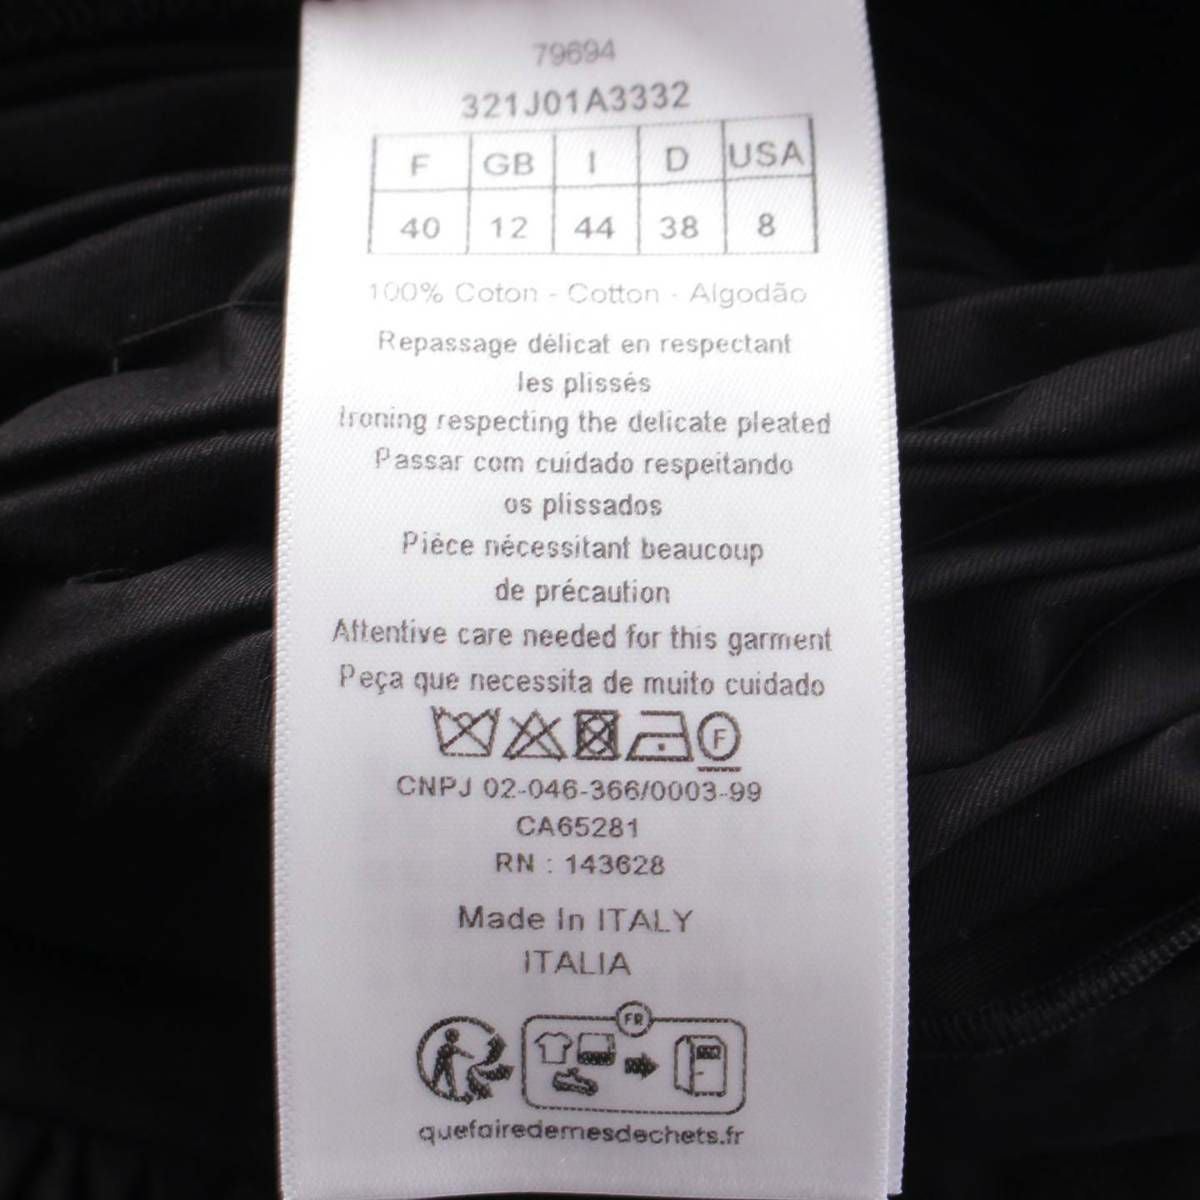 79694
321J01A3332
F GB I D USA
40 12 44 38 8
100% Coton - Cotton - Algodão
Repassage délicat en respectant
les plissés
Ironing respecting the delicate pleated
Passar com cuidado respeitando
os plissados
Pièce nécessitant beaucoup
de précaution
Attentive care needed for this garment
Peça que necessita de muito cuidado
F
CNPJ 02-046-366/0003-99
CA65281
RN : 143628
Made In ITALY
ITALIA
FR
quefairedemesdechets.fr